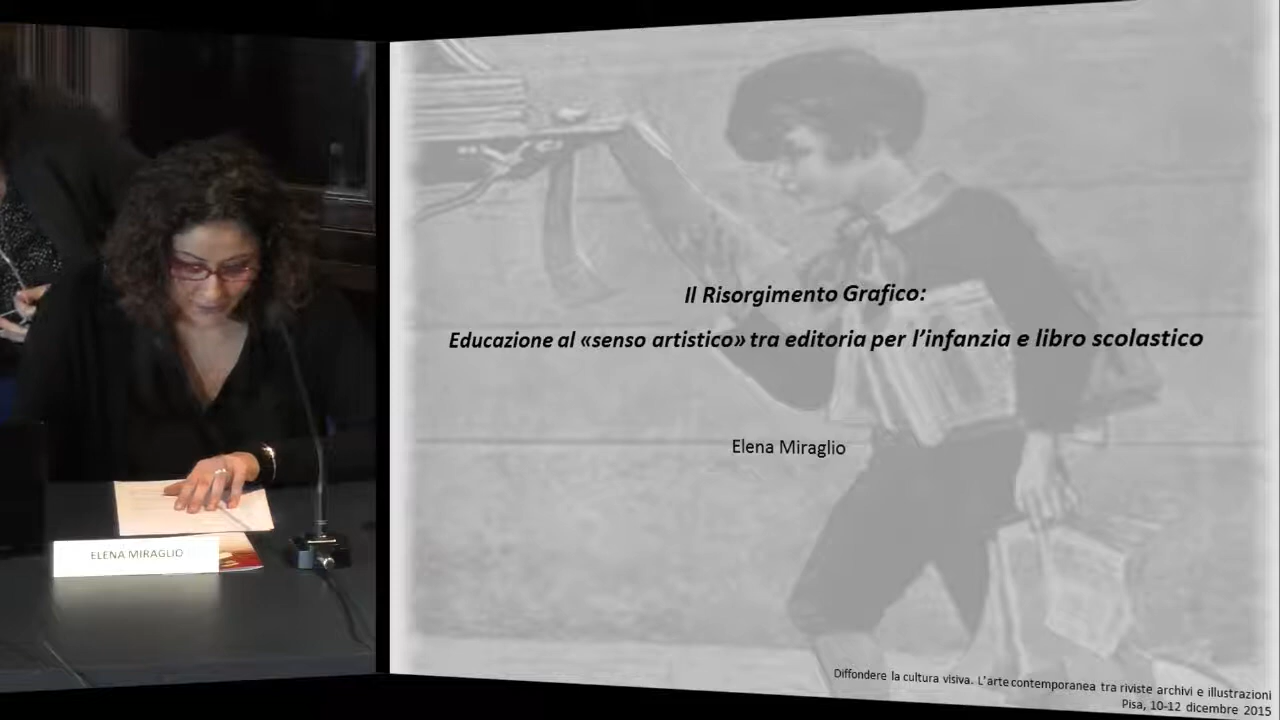 Il Risorgimento Grafico:
Educazione al «senso artistico» tra editoria per l'infanzia e libro scolastico
Elena Miraglio
ELENA MIRAGLIO
Diffondere la cultura visiva. L'arte contemporanea tra riviste archivi e illustrazioni
Pisa, 10-12 dicembre 2015